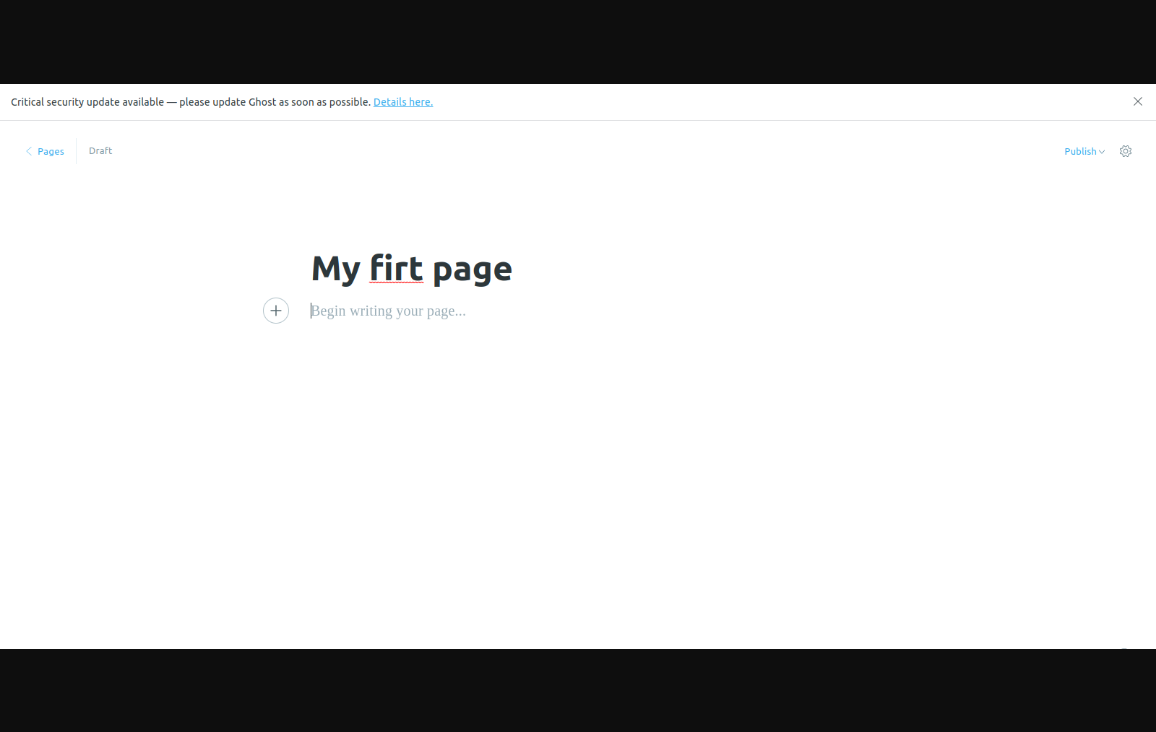 Critical security update available — please update Ghost as soon as possible. Details here.
Pages
Draft
Publish
My firt page
Begin writing your page...